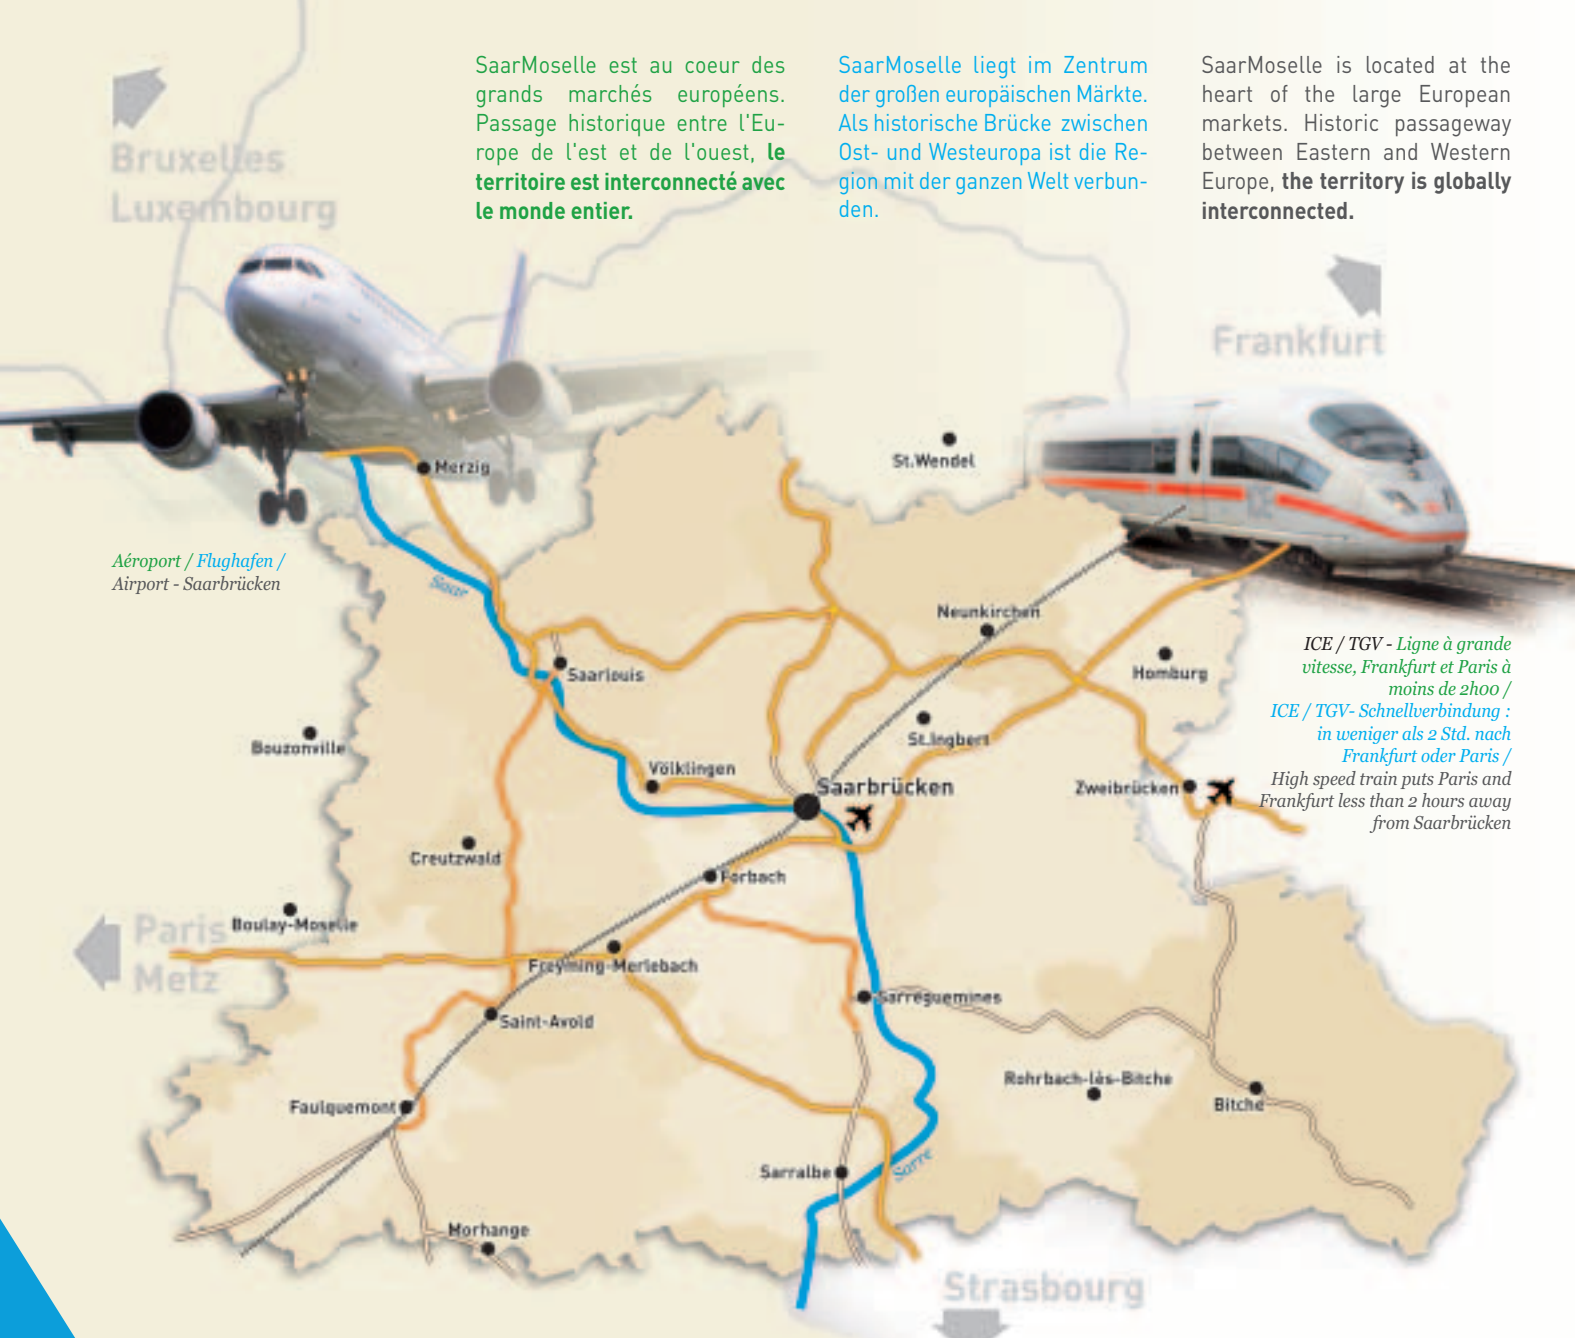 SaarMoselle est au coeur des
grands marchés européens.
Passage historique entre l'Eu-
rope de l'est et de l'ouest, le
territoire est interconnecté avec
le monde entier.
SaarMoselle liegt im Zentrum
der großen europäischen Märkte.
Als historische Brücke zwischen
Ost- und Westeuropa ist die Re-
gion mit der ganzen Welt verbun-
den.
SaarMoselle is located at the
heart of the large European
markets. Historic passageway
between Eastern and Western
Europe, the territory is globally
interconnected.
Bruxelles
Luxembourg
Frankfurt
Merzig
St.Wendel
Aéroport / Flughafen /
Airport - Saarbrücken
Saar
Neunkirchen
Homburg
ICE / TGV - Ligne à grande
vitesse, Frankfurt et Paris à
moins de 2h00 /
ICE / TGV- Schnellverbindung :
in weniger als 2 Std. nach
Frankfurt oder Paris /
High speed train puts Paris and
Frankfurt less than 2 hours away
from Saarbrücken
Saarlouis
Bouzonville
St.Ingbert
Völklingen
Saarbrücken
Zweibrücken
Creutzwald
Forbach
Paris
Metz
Boulay-Moselle
Freyming-Merlebach
Sarreguemines
Saint-Avold
Rohrbach-lès-Bitche
Bitche
Faulquemont
Sarralbe
Sarre
Morhange
Strasbourg